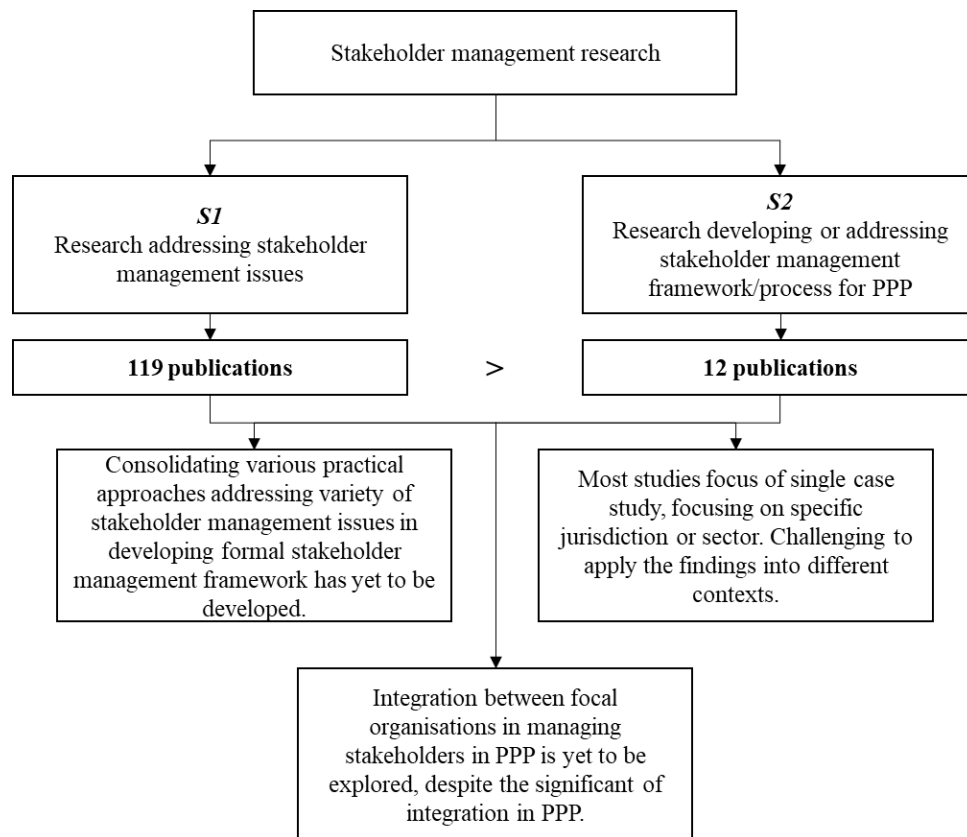 Stakeholder management research
S1
Research addressing stakeholder
management issues
S2
Research developing or addressing
stakeholder management
framework/process for PPP
119 publications
>
12 publications
Consolidating various practical
approaches addressing variety of
stakeholder management issues in
developing formal stakeholder
management framework has yet to be
developed.
Most studies focus of single case
study, focusing on specific
jurisdiction or sector. Challenging to
apply the findings into different
contexts.
Integration between focal
organisations in managing
stakeholders in PPP is yet to be
explored, despite the significant of
integration in PPP.